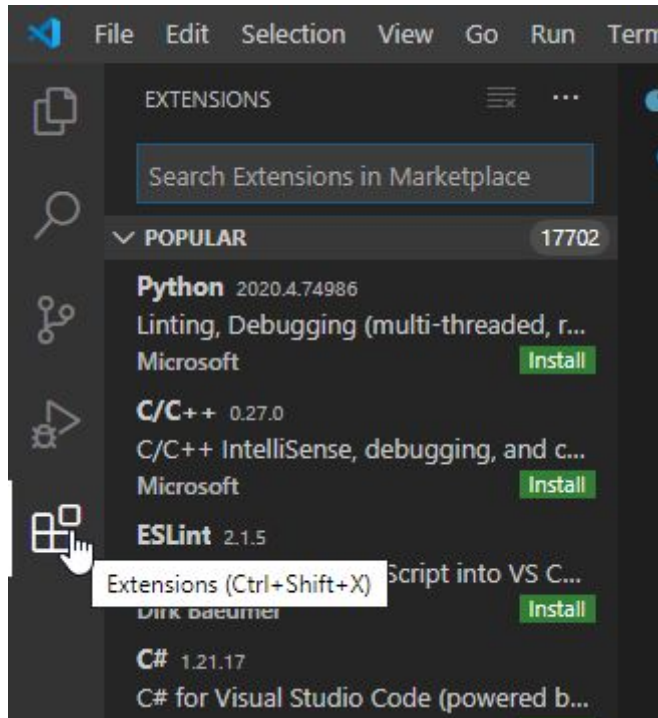 File Edit Selection View Go Run Term
EXTENSIONS
Search Extensions in Marketplace
POPULAR 17702
Python 2020.4.74986
Linting, Debugging (multi-threaded, r...
Microsoft Install
C/C++ 0.27.0
C/C++ IntelliSense, debugging, and c...
Microsoft Install
ESLint 2.1.5
Script into VS C...
Extensions (Ctrl+Shift+X)
Dirk Baeumer Install
C# 1.21.17
C# for Visual Studio Code (powered b...